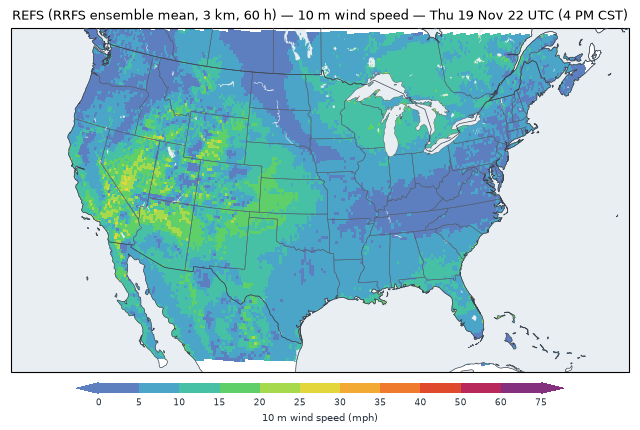 REFS (RRFS ensemble mean, 3 km, 60 h) — 10 m wind speed — Thu 19 Nov 22 UTC (4 PM CST)
0 5 10 15 20 25 30 35 40 50 60 75
10 m wind speed (mph)